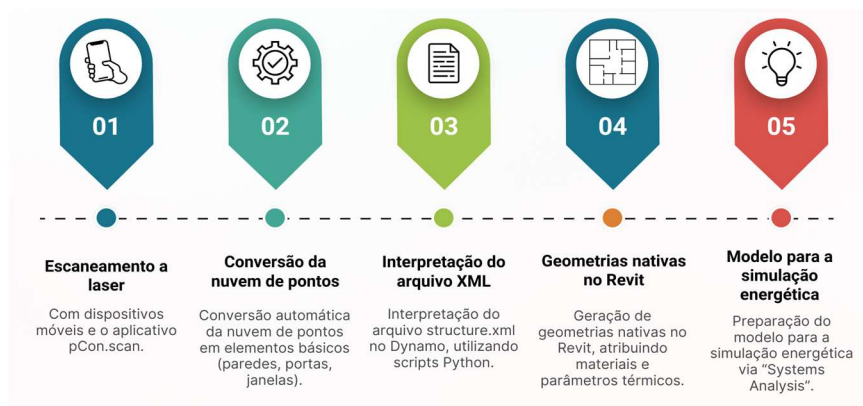 01
02
03
04
05
Escaneamento a
laser
Com dispositivos
móveis e o aplicativo
pCon.scan.
Conversão da
nuvem de pontos
Conversão automática
da nuvem de pontos
em elementos básicos
(paredes, portas,
janelas).
Interpretação do
arquivo XML
Interpretação do
arquivo structure.xml
no Dynamo, utilizando
scripts Python.
Geometrias nativas
no Revit
Geração de
geometrias nativas no
Revit, atribuindo
materiais e
parâmetros térmicos.
Modelo para a
simulação
energética
Preparação do
modelo para a
simulação energética
via “Systems
Analysis”.